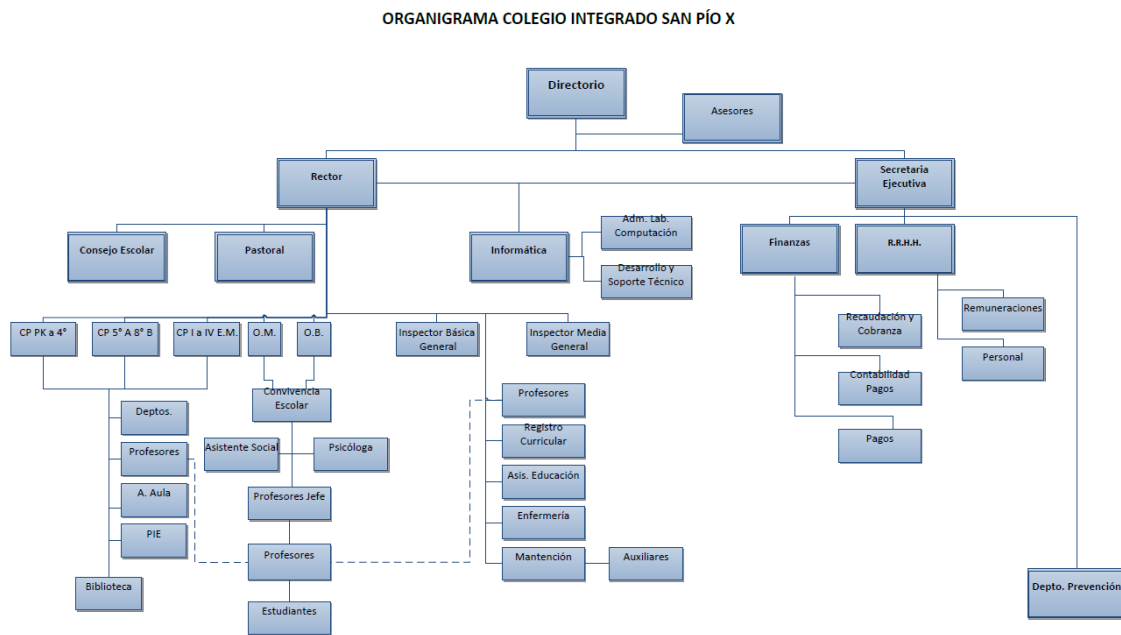 ORGANIGRAMA COLEGIO INTEGRADO SAN PÍO X
Directorio
Asesores
Rector
Secretaria
Ejecutiva
Consejo Escolar
Pastoral
Informática
Adm. Lab.
Computación
Desarrollo y
Soporte Técnico
Finanzas
R.R.H.H.
Recaudación y
Cobranza
Remuneraciones
Contabilidad
Pagos
Personal
Pagos
CP PK a 4°
CP 5° A 8° B
CP I a IV E.M.
O.M.
O.B.
Inspector Básica
General
Inspector Media
General
Deptos.
Profesores
A. Aula
PIE
Biblioteca
Convivencia
Escolar
Asistente Social
Psicóloga
Profesores Jefe
Profesores
Estudiantes
Profesores
Registro
Curricular
Asis. Educación
Enfermería
Mantención
Auxiliares
Depto. Prevención